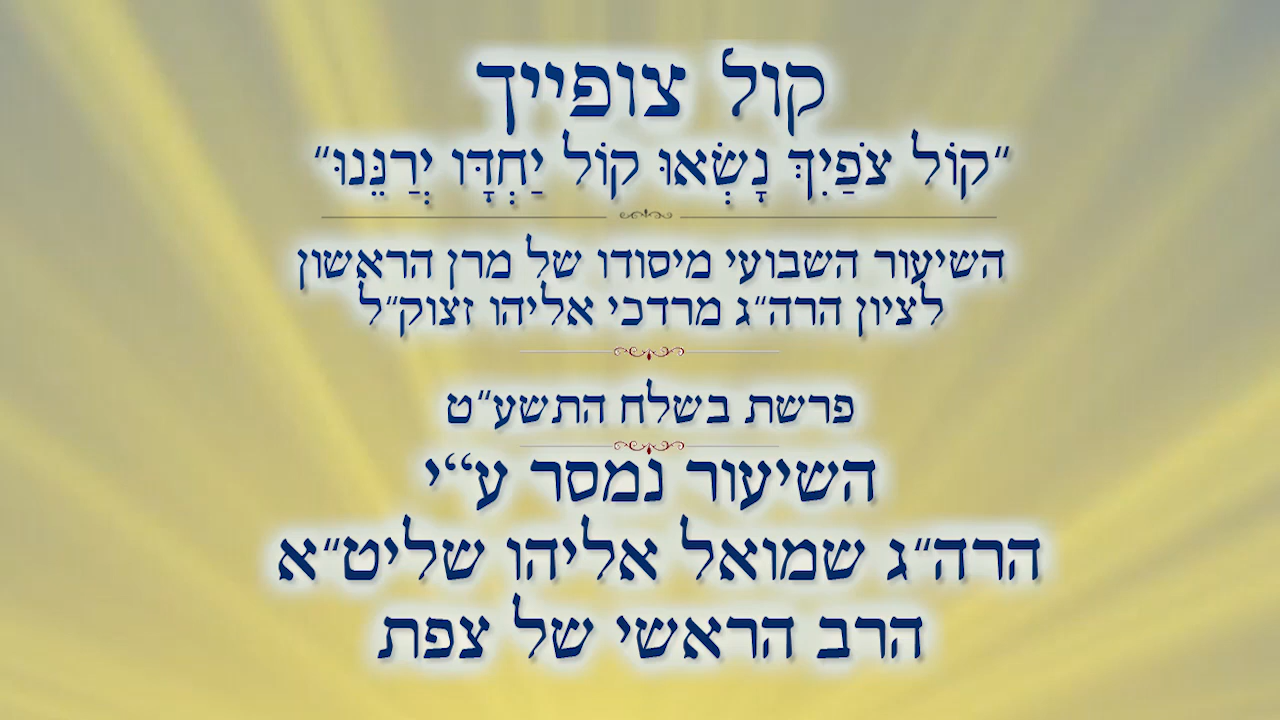 קול צופייך
"קוֹל צֹפַיִךְ נָשְׂאוּ קוֹל יַחְדָּו יְרַנֵּנוּ"
השיעור השבועי מיסודו של מרן הראשון
לציון הרה"ג מרדכי אליהו זצוק"ל
פרשת בשלח התשע"ט
השיעור נמסר ע"י
הרה"ג שמואל אליהו שליט"א
הרב הראשי של צפת